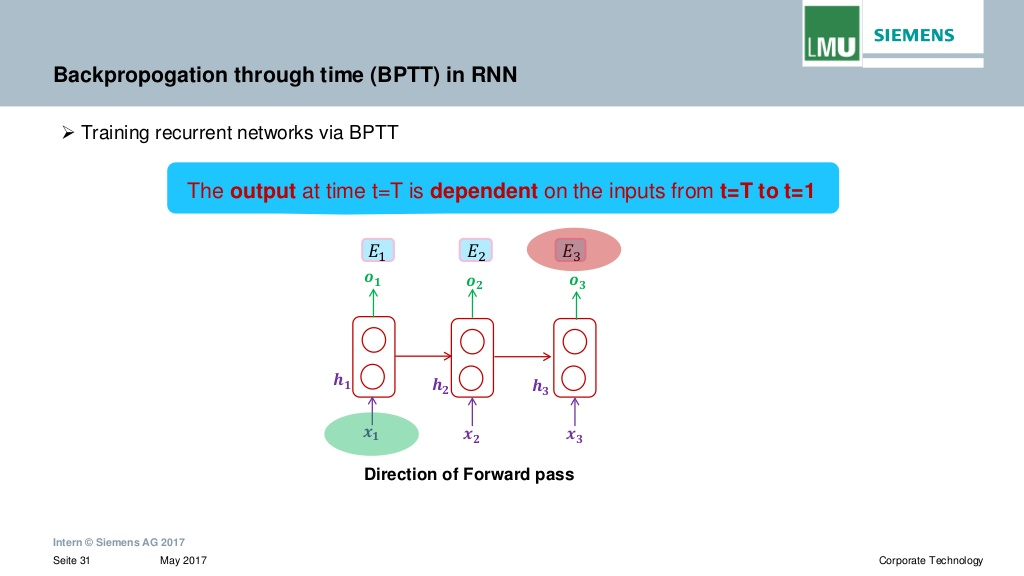 LMU SIEMENS
Backpropogation through time (BPTT) in RNN
➢ Training recurrent networks via BPTT
The output at time t=T is dependent on the inputs from t=T to t=1
E₁ E₂ E₃
o₁ o₂ o₃
h₁ h₂ h₃
x₁ x₂ x₃
Direction of Forward pass
Intern © Siemens AG 2017
Seite 31 May 2017 Corporate Technology